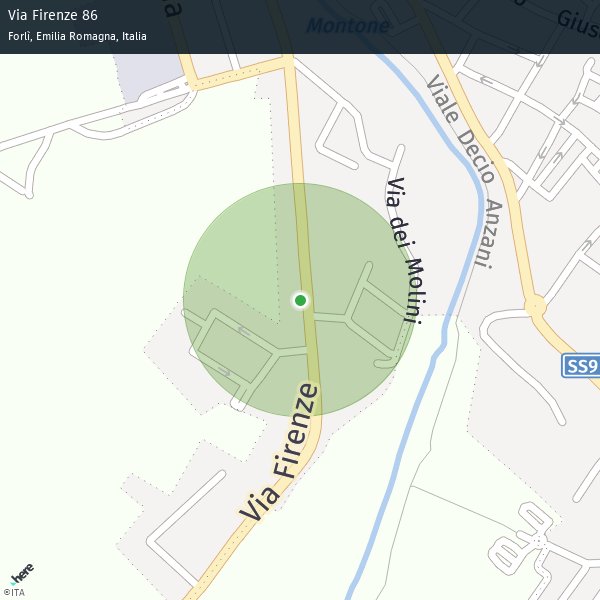 Via Firenze 86
Forlì, Emilia Romagna, Italia
Montone
Viale Decio Anzani
Via dei Molini
SS9
Via Firenze
here
©ITA